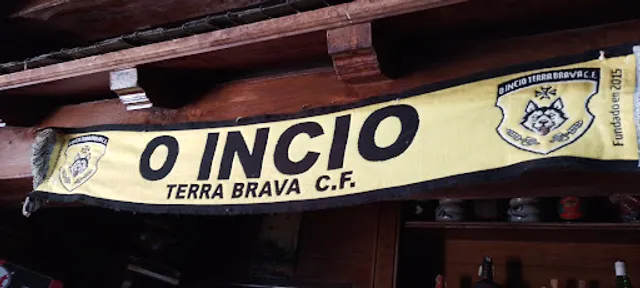 O INCIO
TERRA BRAVA C.F.
O INCIO TERRA BRAVA C.F.
Fundado en 2015